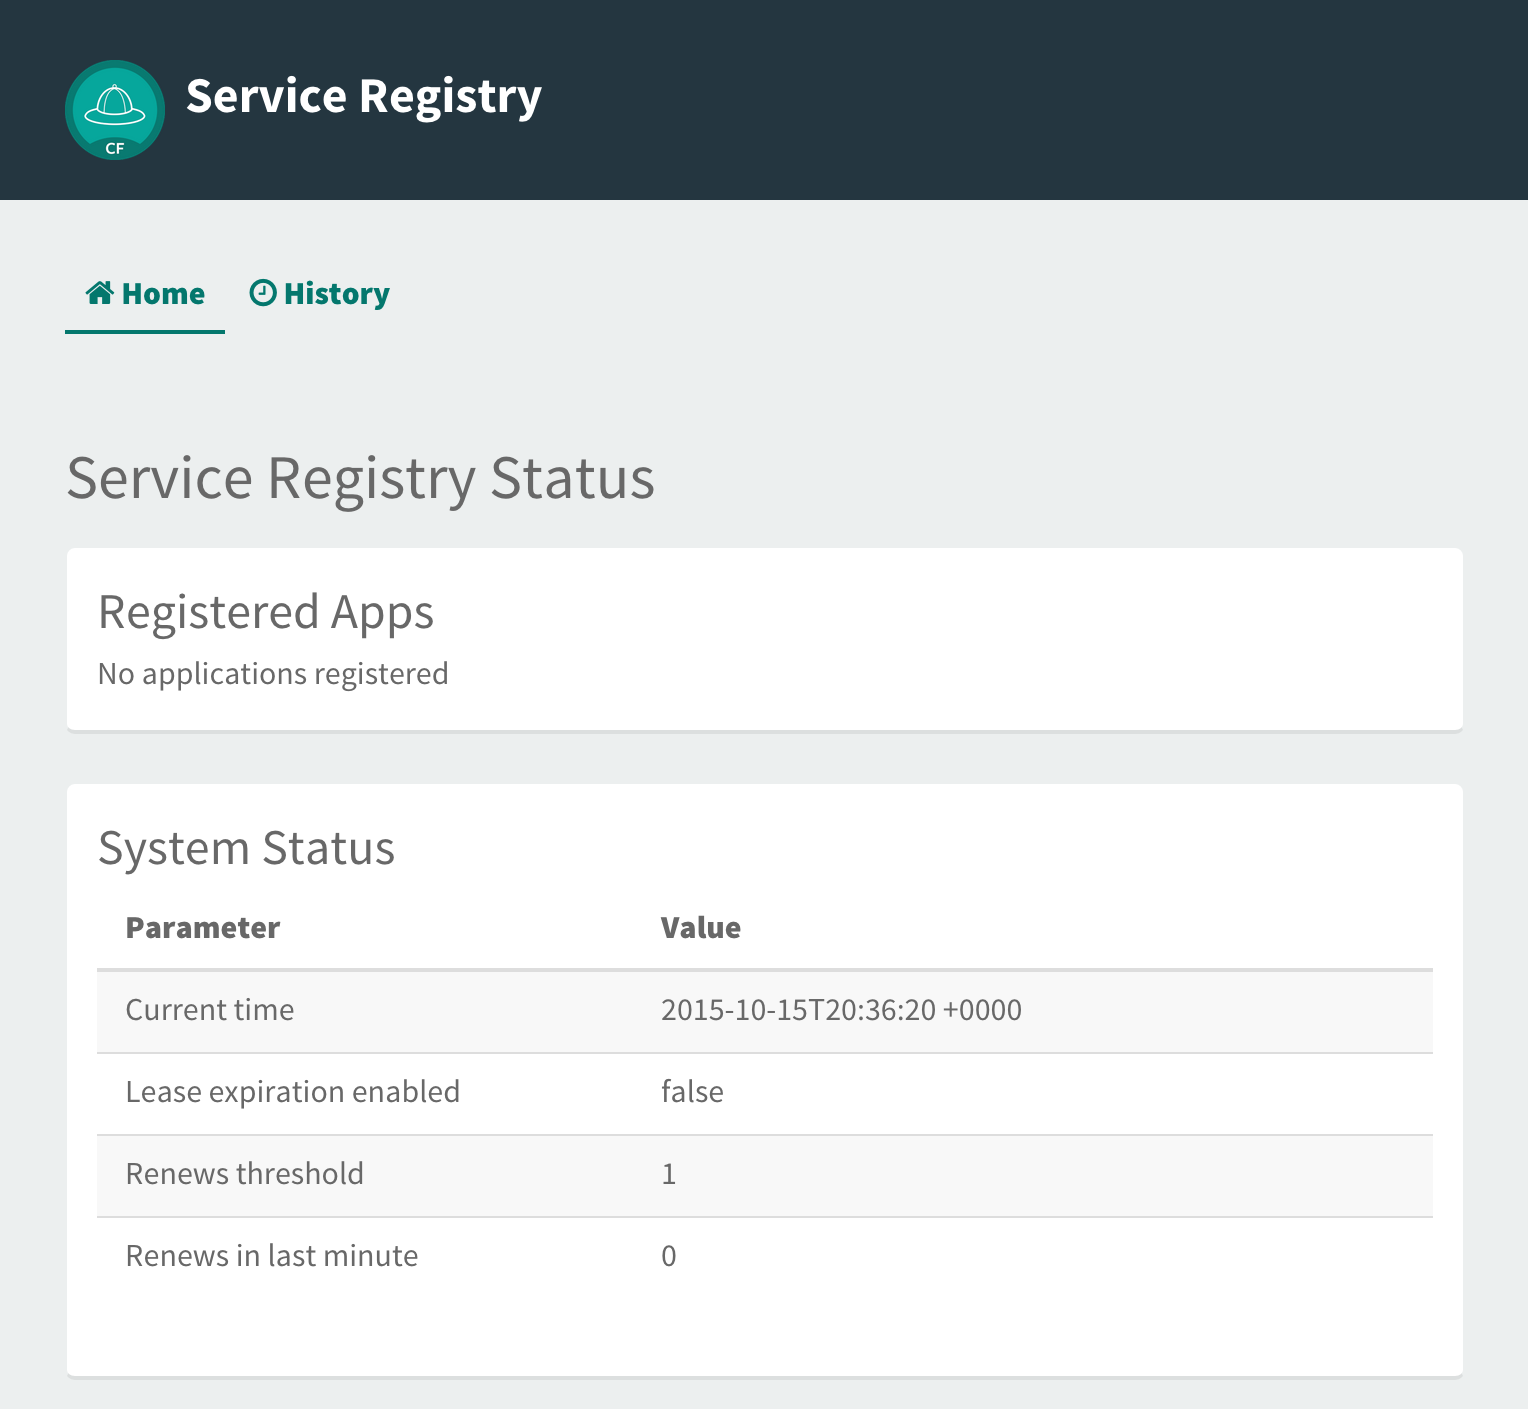 CF
Service Registry
Home History
Service Registry Status
Registered Apps
No applications registered
System Status
Parameter Value
Current time 2015-10-15T20:36:20 +0000
Lease expiration enabled false
Renews threshold 1
Renews in last minute 0